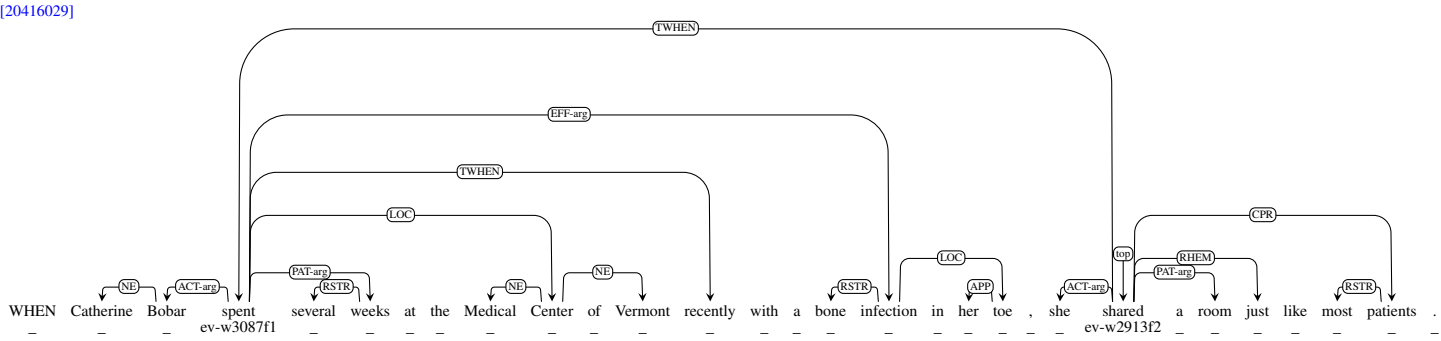 [20416029]
TWHEN
EFF-arg
TWHEN
LOC CPR
top LOC RHEM
PAT-arg NE PAT-arg
NE ACT-arg RSTR NE RSTR APP ACT-arg RSTR
WHEN Catherine Bobar spent several weeks at the Medical Center of Vermont recently with a bone infection in her toe , she shared a room just like most patients .
_ _ _ ev-w3087f1 _ _ _ _ _ _ _ _ _ _ _ _ _ _ _ _ _ _ ev-w2913f2 _ _ _ _ _ _ _